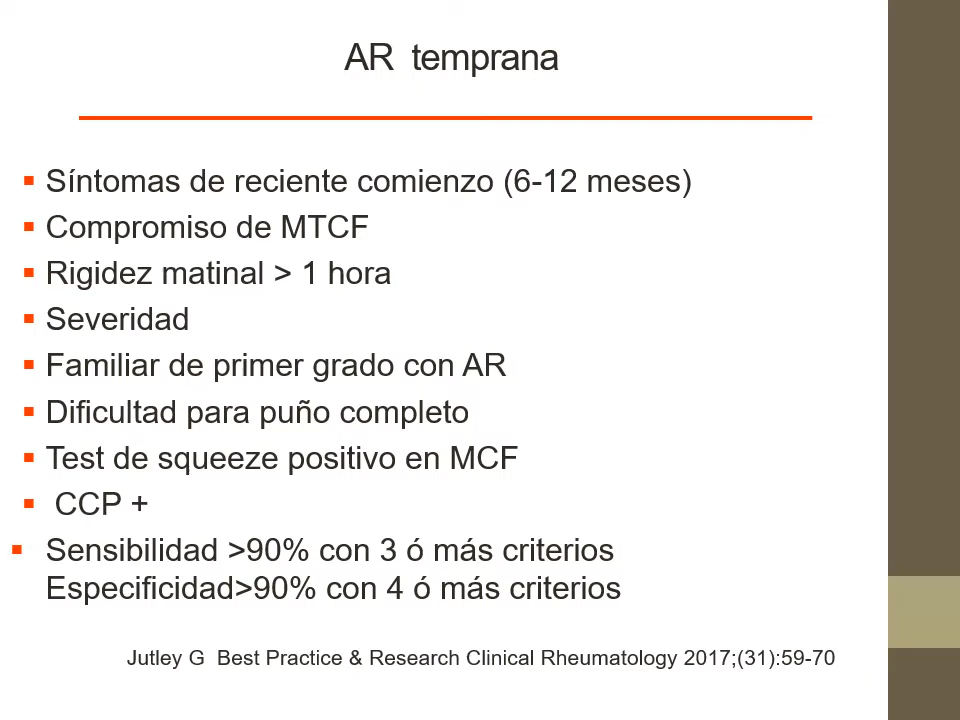 AR temprana
Síntomas de reciente comienzo (6-12 meses)
Compromiso de MTCF
Rigidez matinal > 1 hora
Severidad
Familiar de primer grado con AR
Dificultad para puño completo
Test de squeeze positivo en MCF
CCP +
Sensibilidad >90% con 3 ó más criterios
Especificidad>90% con 4 ó más criterios
Jutley G Best Practice & Research Clinical Rheumatology 2017;(31):59-70